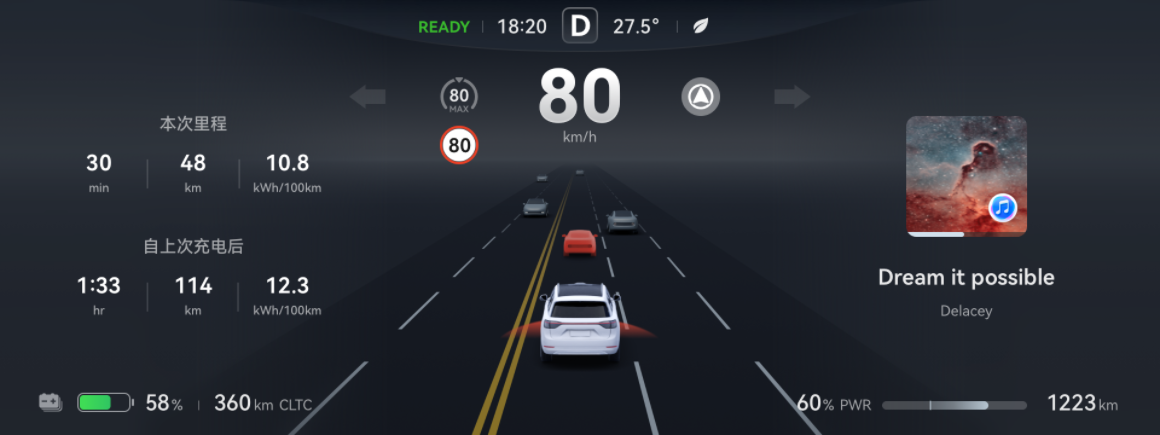 READY 18:20 D 27.5°
80 MAX
80
km/h
80
本次里程
30 48 10.8
min km kWh/100km
自上次充电后
1:33 114 12.3
hr km kWh/100km
58% 360 km CLTC
Dream it possible
Delacey
60% PWR 1223 km